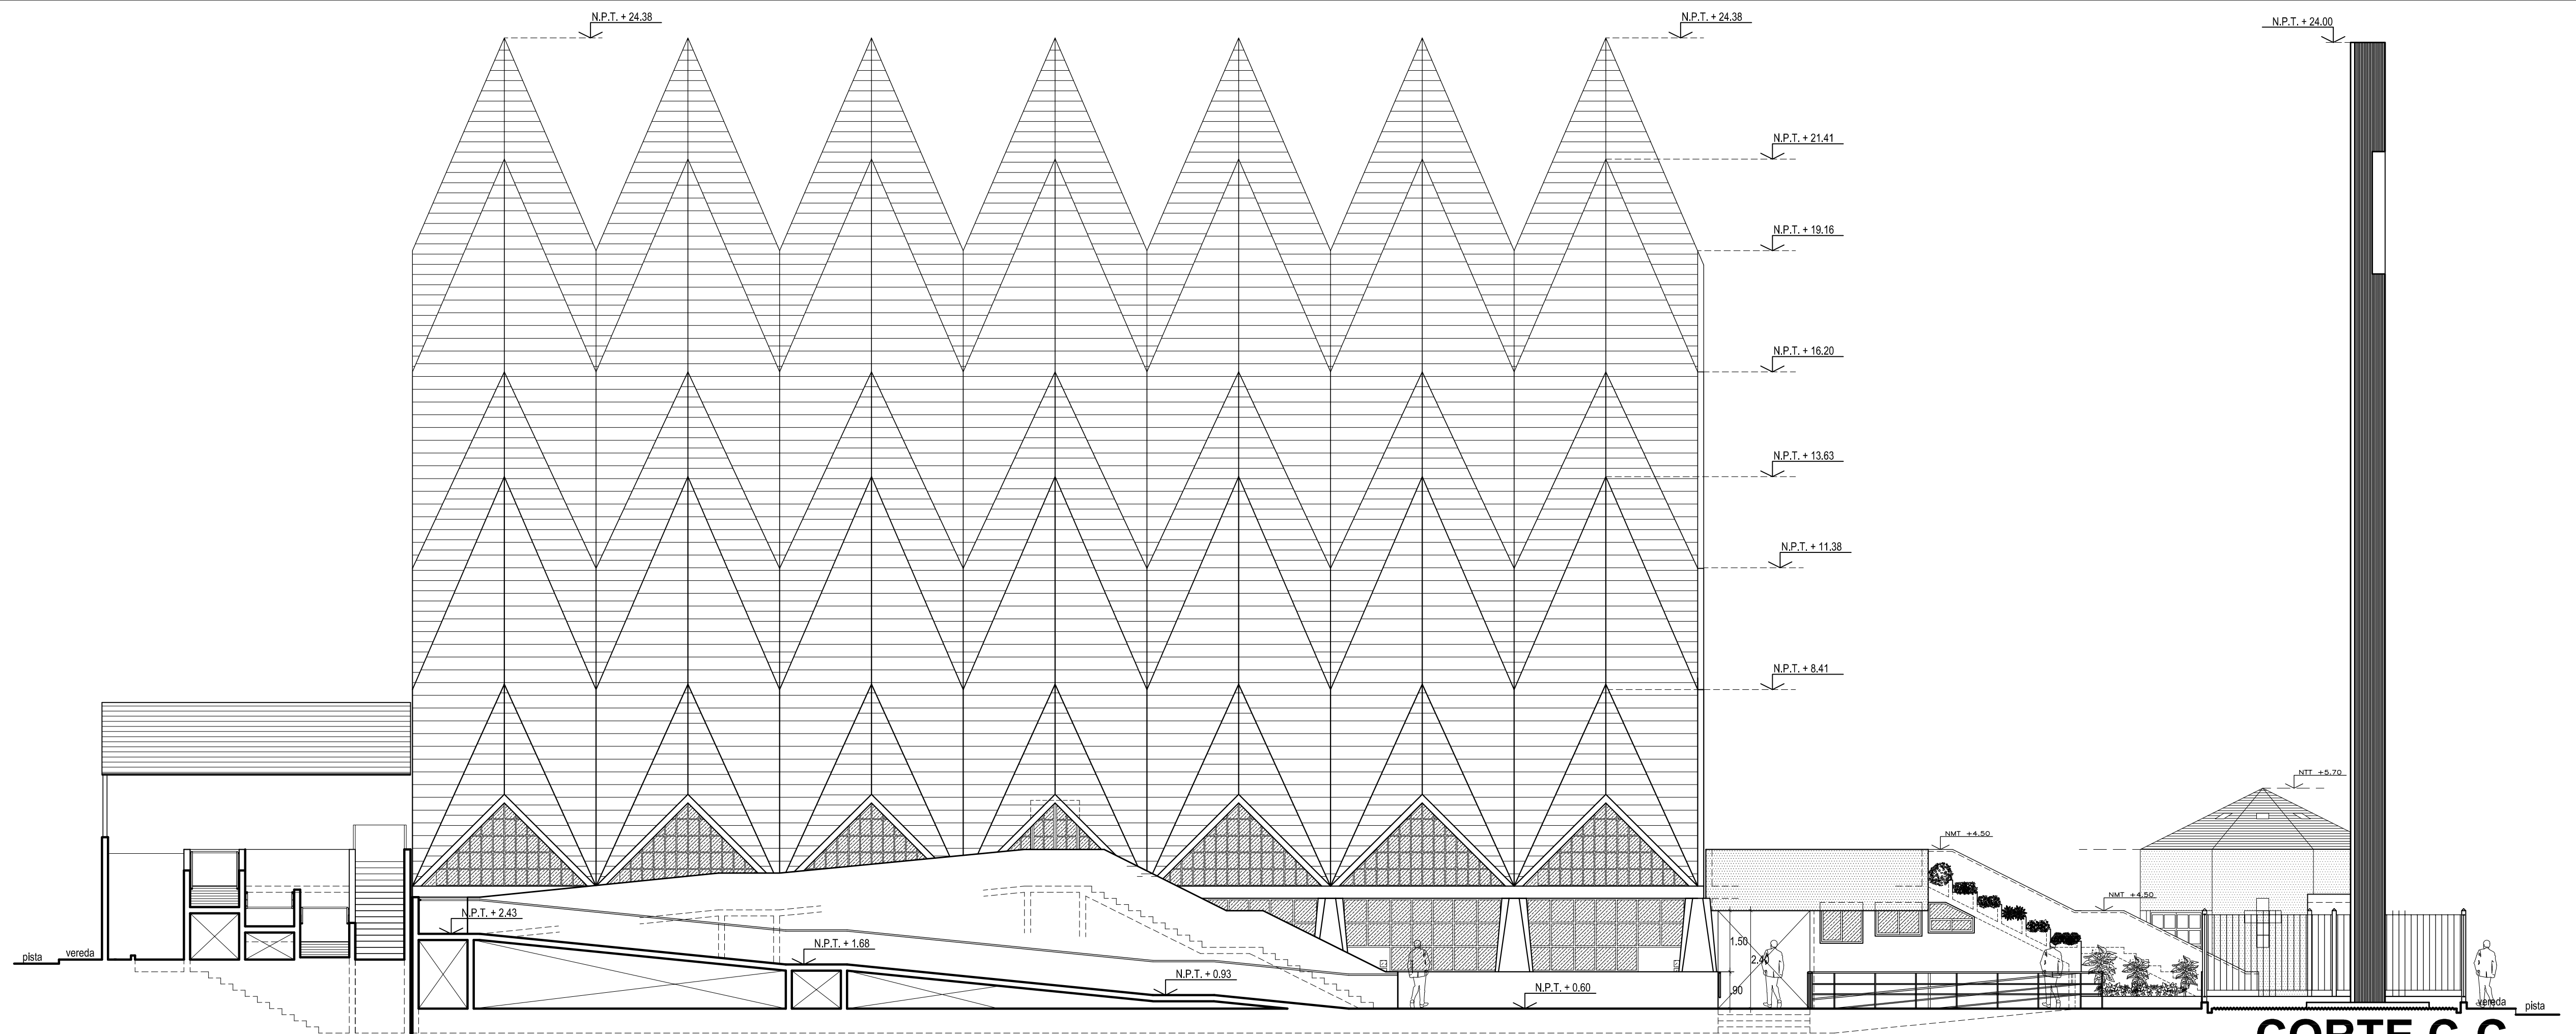 N.P.T. + 24.38
N.P.T. + 24.38
N.P.T. + 24.00
N.P.T. + 21.41
N.P.T. + 19.16
N.P.T. + 16.20
N.P.T. + 13.63
N.P.T. + 11.38
N.P.T. + 8.41
NTT +5.70
NMT +4.50
NMT +4.50
N.P.T. + 2.43
N.P.T. + 1.68
N.P.T. + 0.93
N.P.T. + 0.60
1.50
2.40
.90
pista
vereda
vereda
pista
CORTE C-C